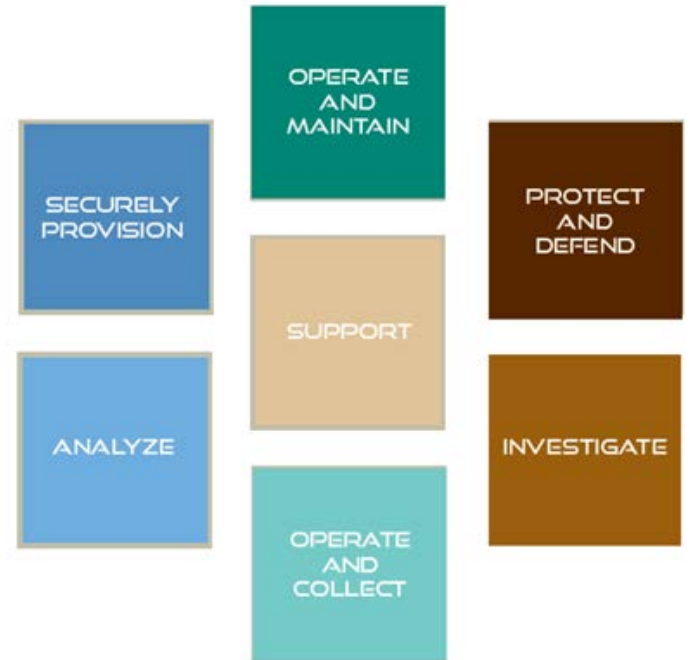 OPERATE
AND
MAINTAIN
SECURELY
PROVISION
PROTECT
AND
DEFEND
SUPPORT
ANALYZE
INVESTIGATE
OPERATE
AND
COLLECT